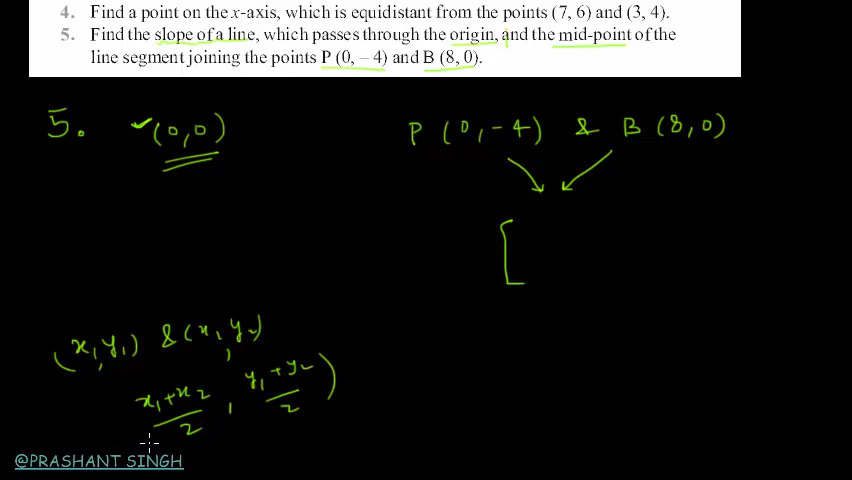 4. Find a point on the x-axis, which is equidistant from the points (7, 6) and (3, 4).
5. Find the slope of a line, which passes through the origin, and the mid-point of the
line segment joining the points P (0, – 4) and B (8, 0).
5. (0,0) P (0,-4) & B (8,0)
[
(x1, y1) & (x, y2)
x1+x2/2 , y1+y2/2 )
@PRASHANT SINGH